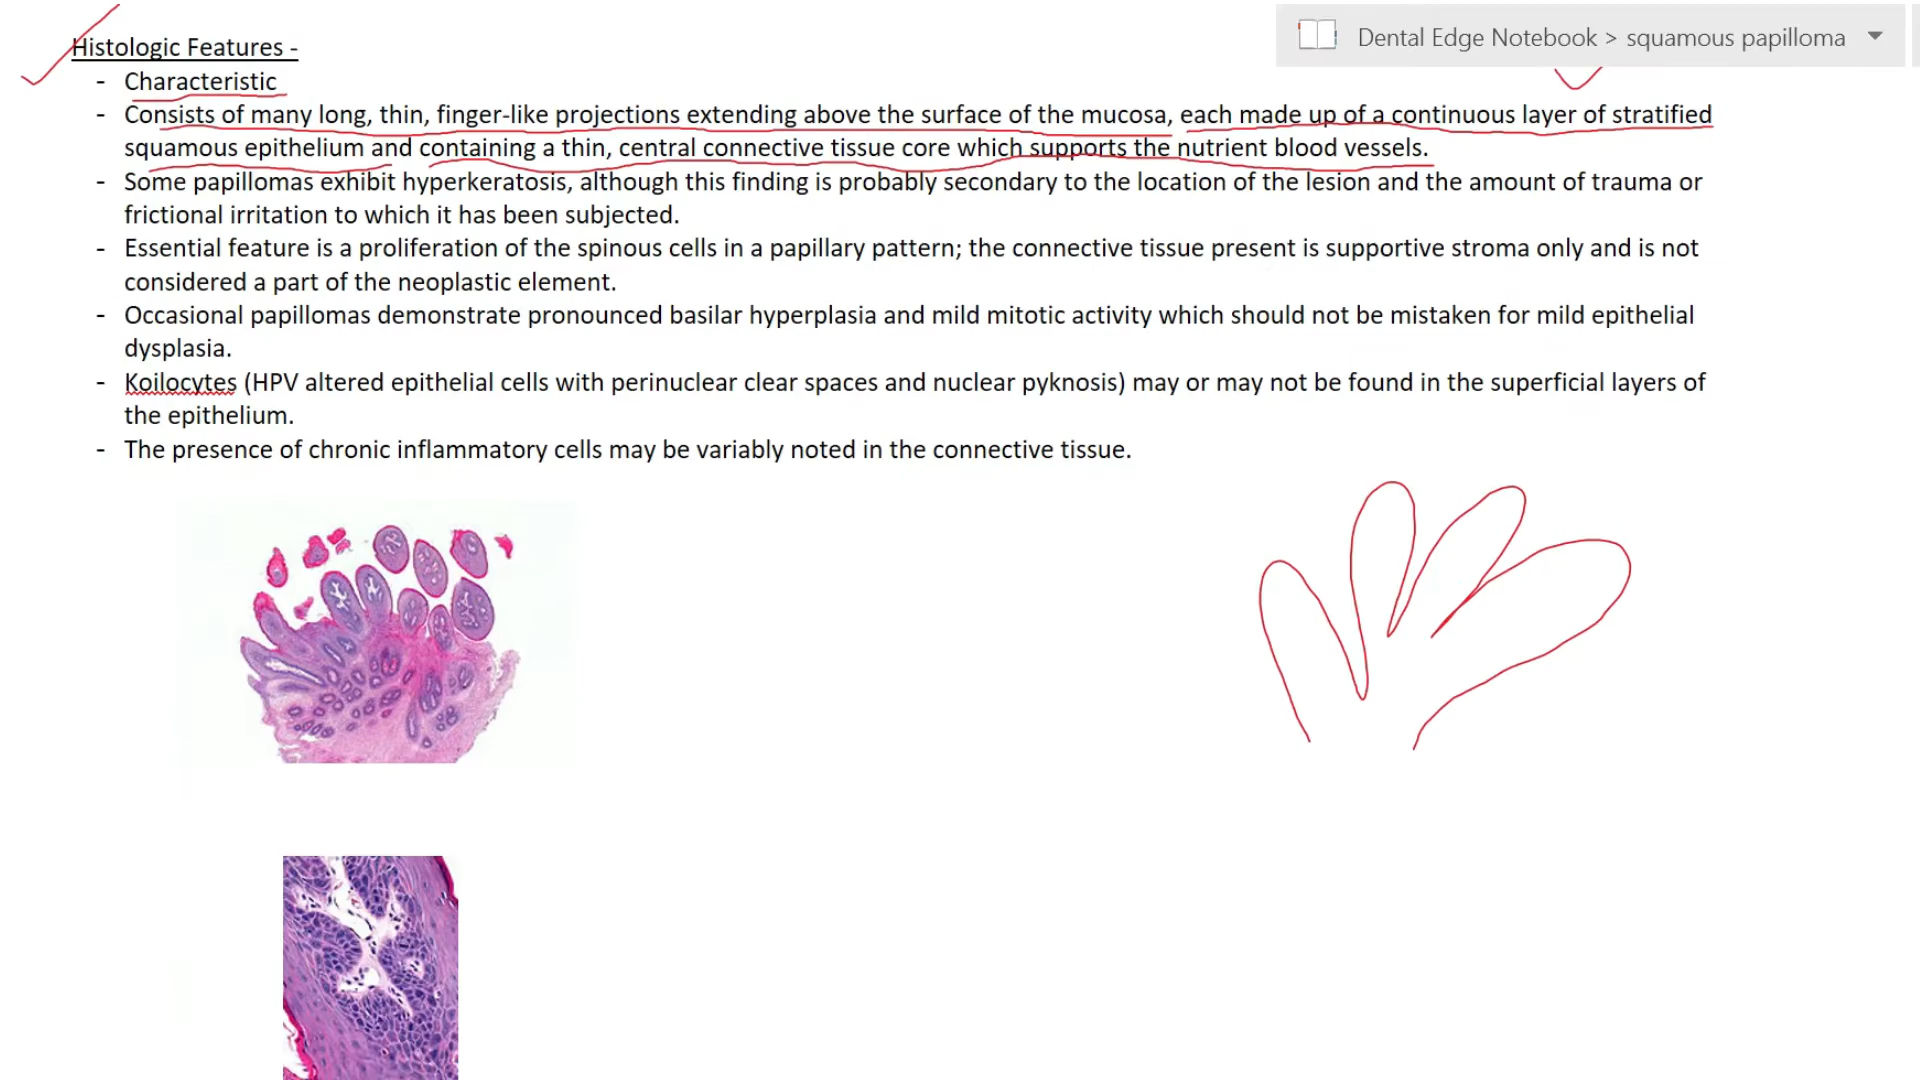 Dental Edge Notebook > squamous papilloma
Histologic Features -
- Characteristic
- Consists of many long, thin, finger-like projections extending above the surface of the mucosa, each made up of a continuous layer of stratified
squamous epithelium and containing a thin, central connective tissue core which supports the nutrient blood vessels.
- Some papillomas exhibit hyperkeratosis, although this finding is probably secondary to the location of the lesion and the amount of trauma or
frictional irritation to which it has been subjected.
- Essential feature is a proliferation of the spinous cells in a papillary pattern; the connective tissue present is supportive stroma only and is not
considered a part of the neoplastic element.
- Occasional papillomas demonstrate pronounced basilar hyperplasia and mild mitotic activity which should not be mistaken for mild epithelial
dysplasia.
- Koilocytes (HPV altered epithelial cells with perinuclear clear spaces and nuclear pyknosis) may or may not be found in the superficial layers of
the epithelium.
- The presence of chronic inflammatory cells may be variably noted in the connective tissue.